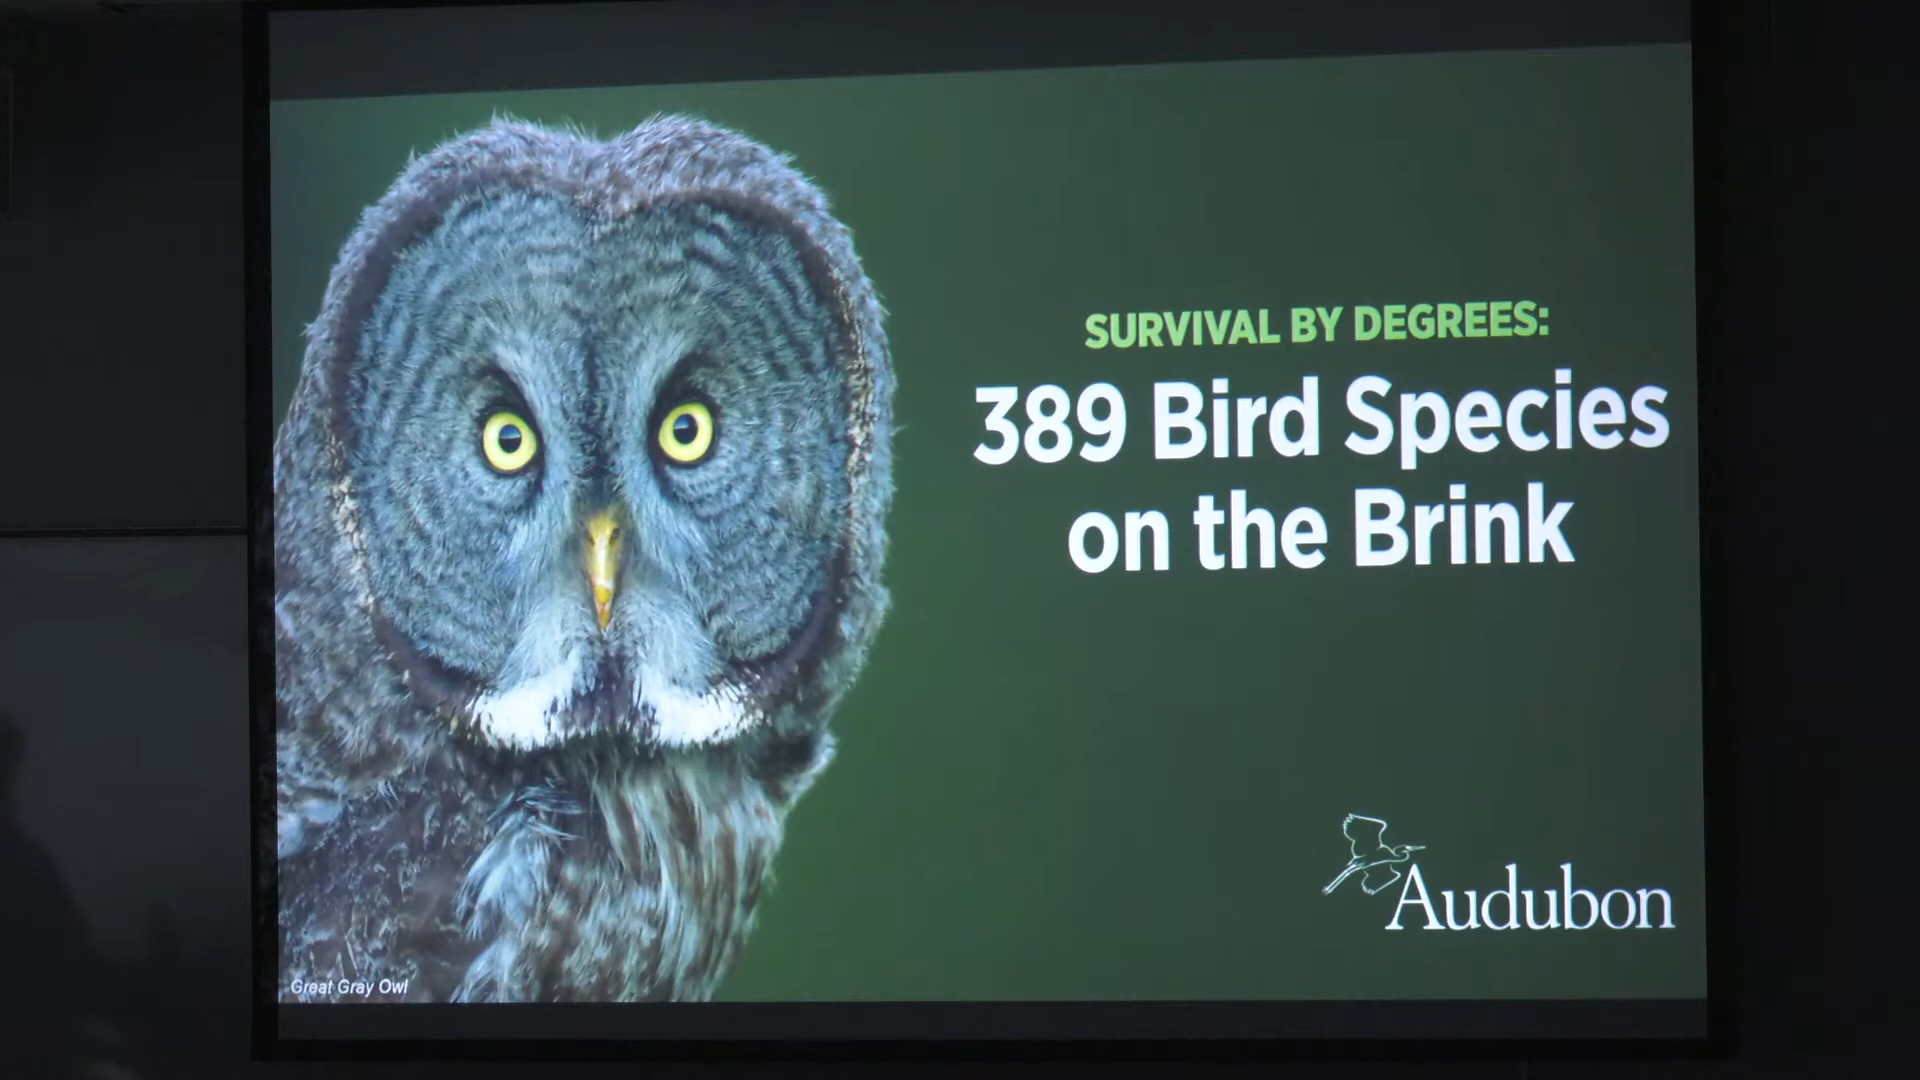 SURVIVAL BY DEGREES:
389 Bird Species
on the Brink
Audubon
Great Gray Owl